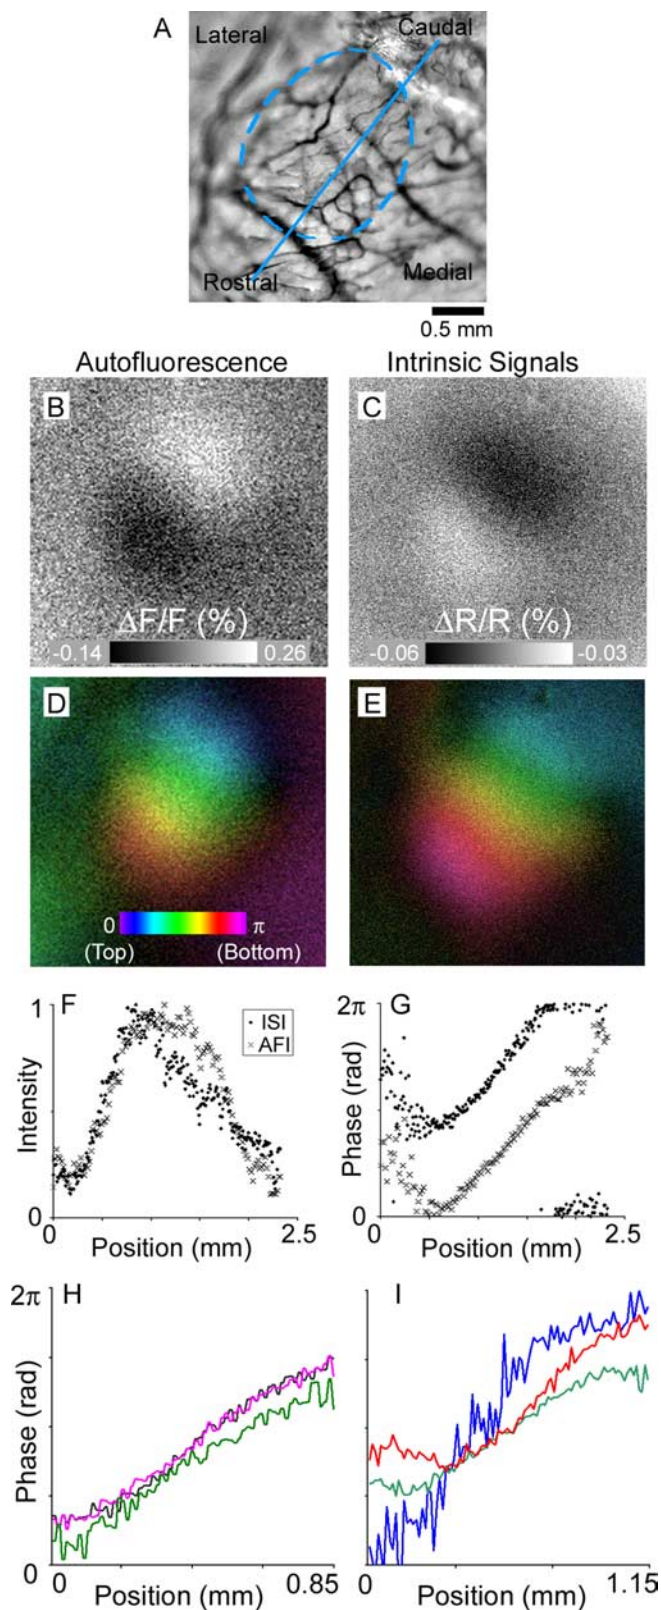 A
Lateral
Caudal
Rostral
Medial
0.5 mm
Autofluorescence
Intrinsic Signals
B
ΔF/F (%)
-0.14
0.26
C
ΔR/R (%)
-0.06
-0.03
D
0
π
(Top)
(Bottom)
E
F
1
Intensity
0
ISI
AFI
Position (mm)
2.5
G
2π
Phase (rad)
0
0
Position (mm)
2.5
H
2π
Phase (rad)
0
0
Position (mm)
0.85
I
0
Position (mm)
1.15